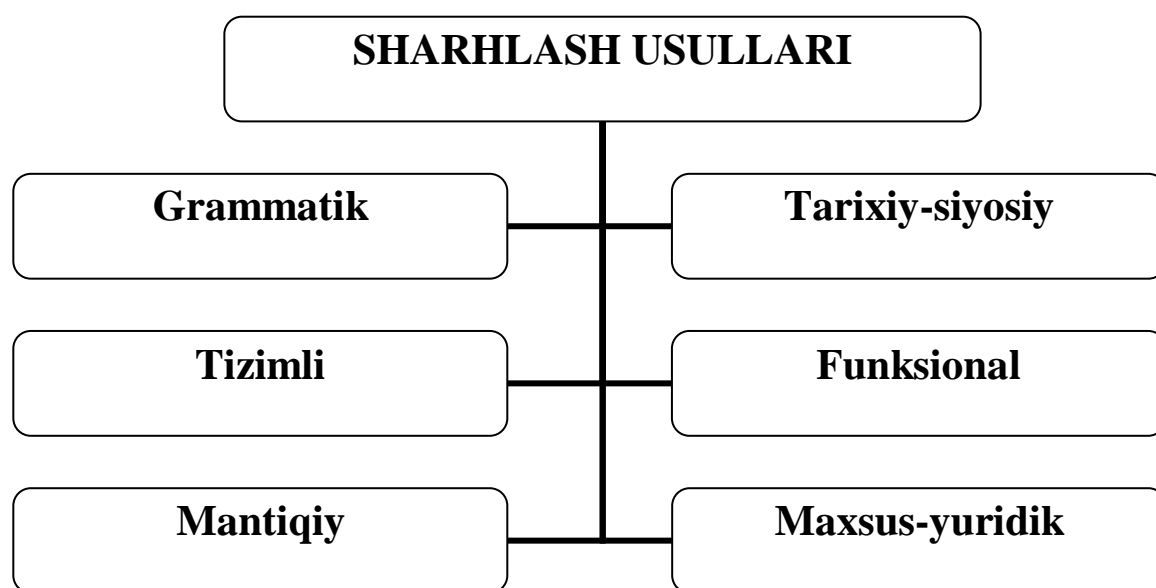 SHARHLASH USULLARI
Grammatik
Tarixiy-siyosiy
Tizimli
Funksional
Mantiqiy
Maxsus-yuridik